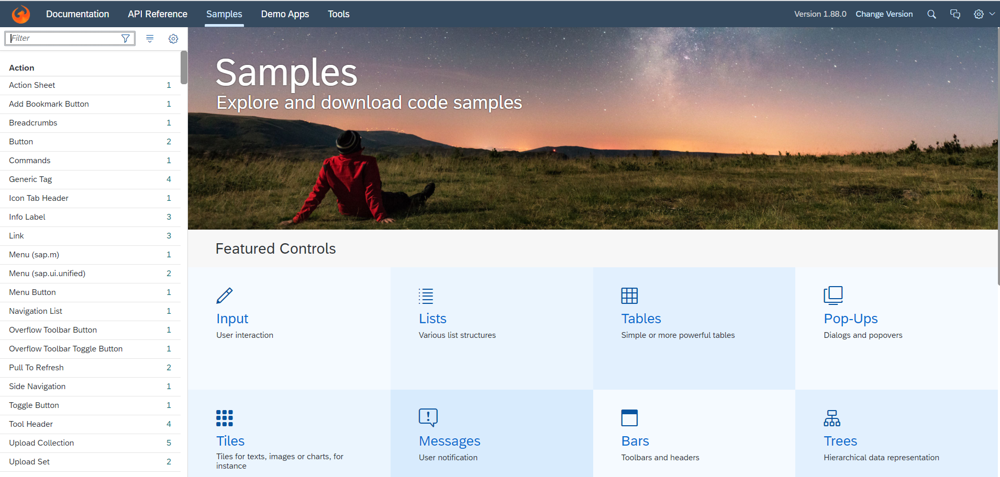 Documentation
API Reference
Samples
Demo Apps
Tools
Version 1.88.0
Change Version
Filter
Action
Action Sheet 1
Add Bookmark Button 1
Breadcrumbs 1
Button 2
Commands 1
Generic Tag 4
Icon Tab Header 1
Info Label 3
Link 3
Menu (sap.m) 1
Menu (sap.ui.unified) 2
Menu Button 1
Navigation List 1
Overflow Toolbar Button 1
Overflow Toolbar Toggle Button 1
Pull To Refresh 2
Side Navigation 1
Toggle Button 1
Tool Header 4
Upload Collection 5
Upload Set 2
Samples
Explore and download code samples
Featured Controls
Input
User interaction
Lists
Various list structures
Tables
Simple or more powerful tables
Pop-Ups
Dialogs and popovers
Tiles
Tiles for texts, images or charts, for
instance
Messages
User notification
Bars
Toolbars and headers
Trees
Hierarchical data representation